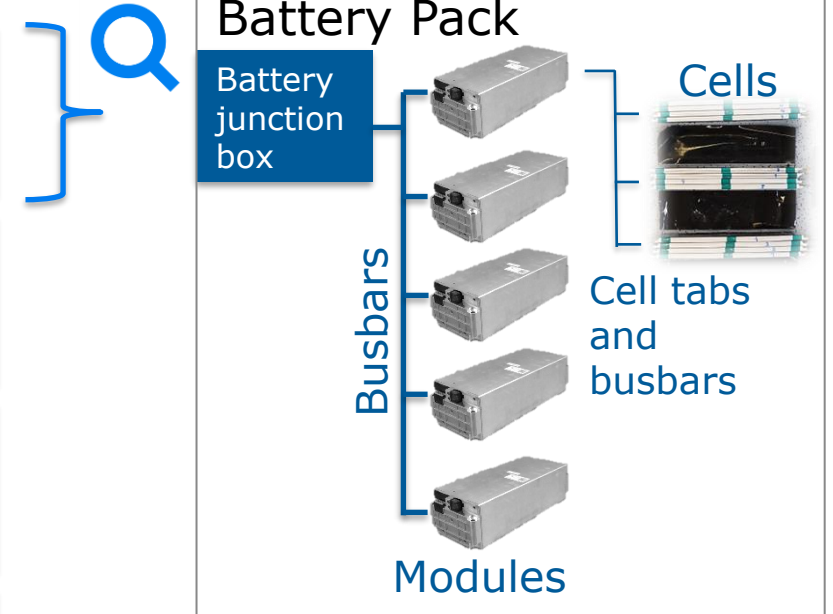 Battery Pack
Battery
junction
box
Cells
Busbars
Cell tabs
and
busbars
Modules